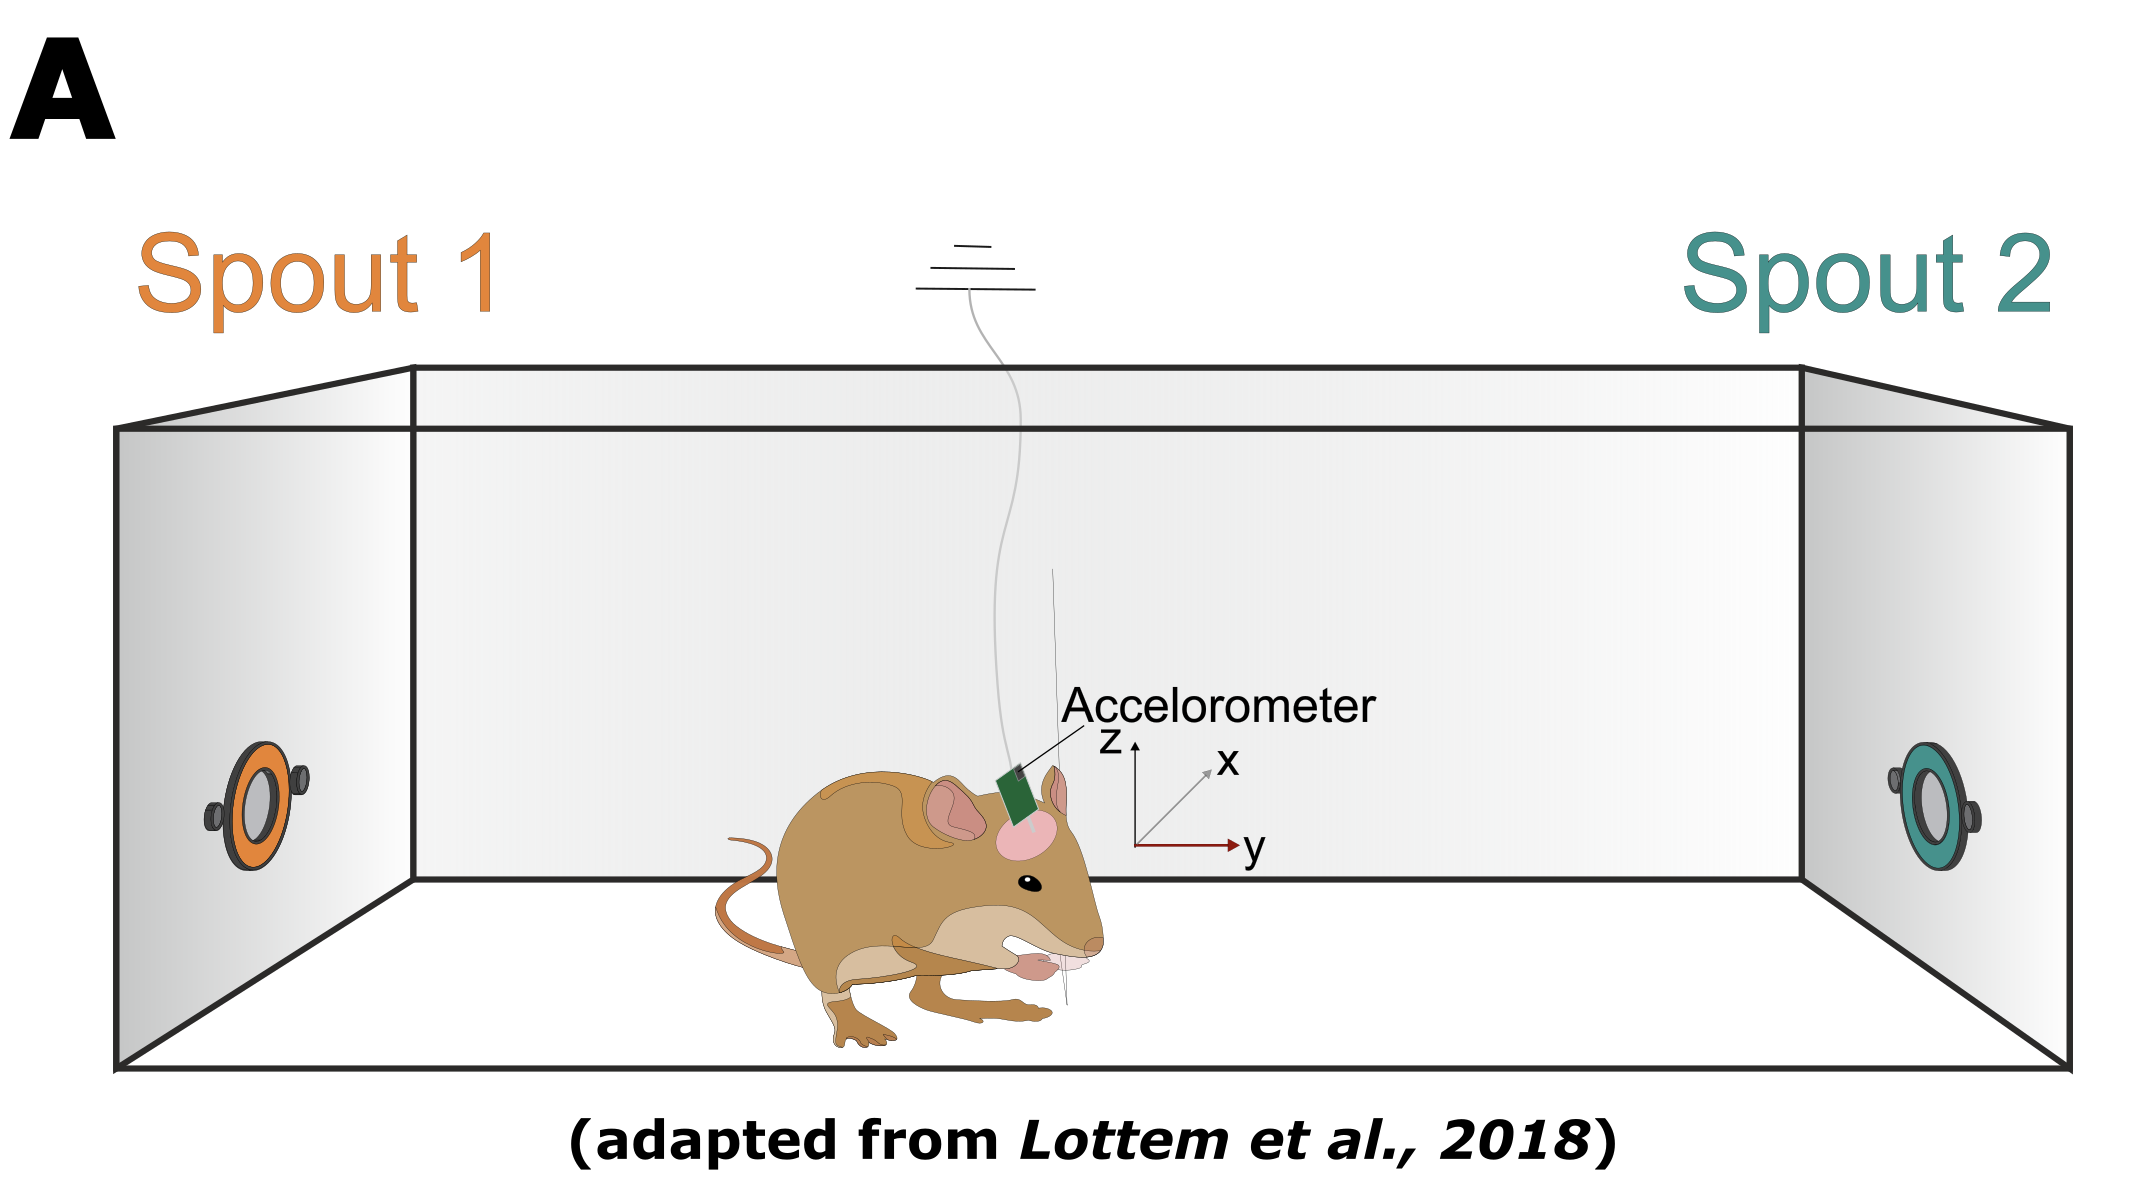 A
Spout 1
Spout 2
Accelorometer
z
x
y
(adapted from Lottem et al., 2018)